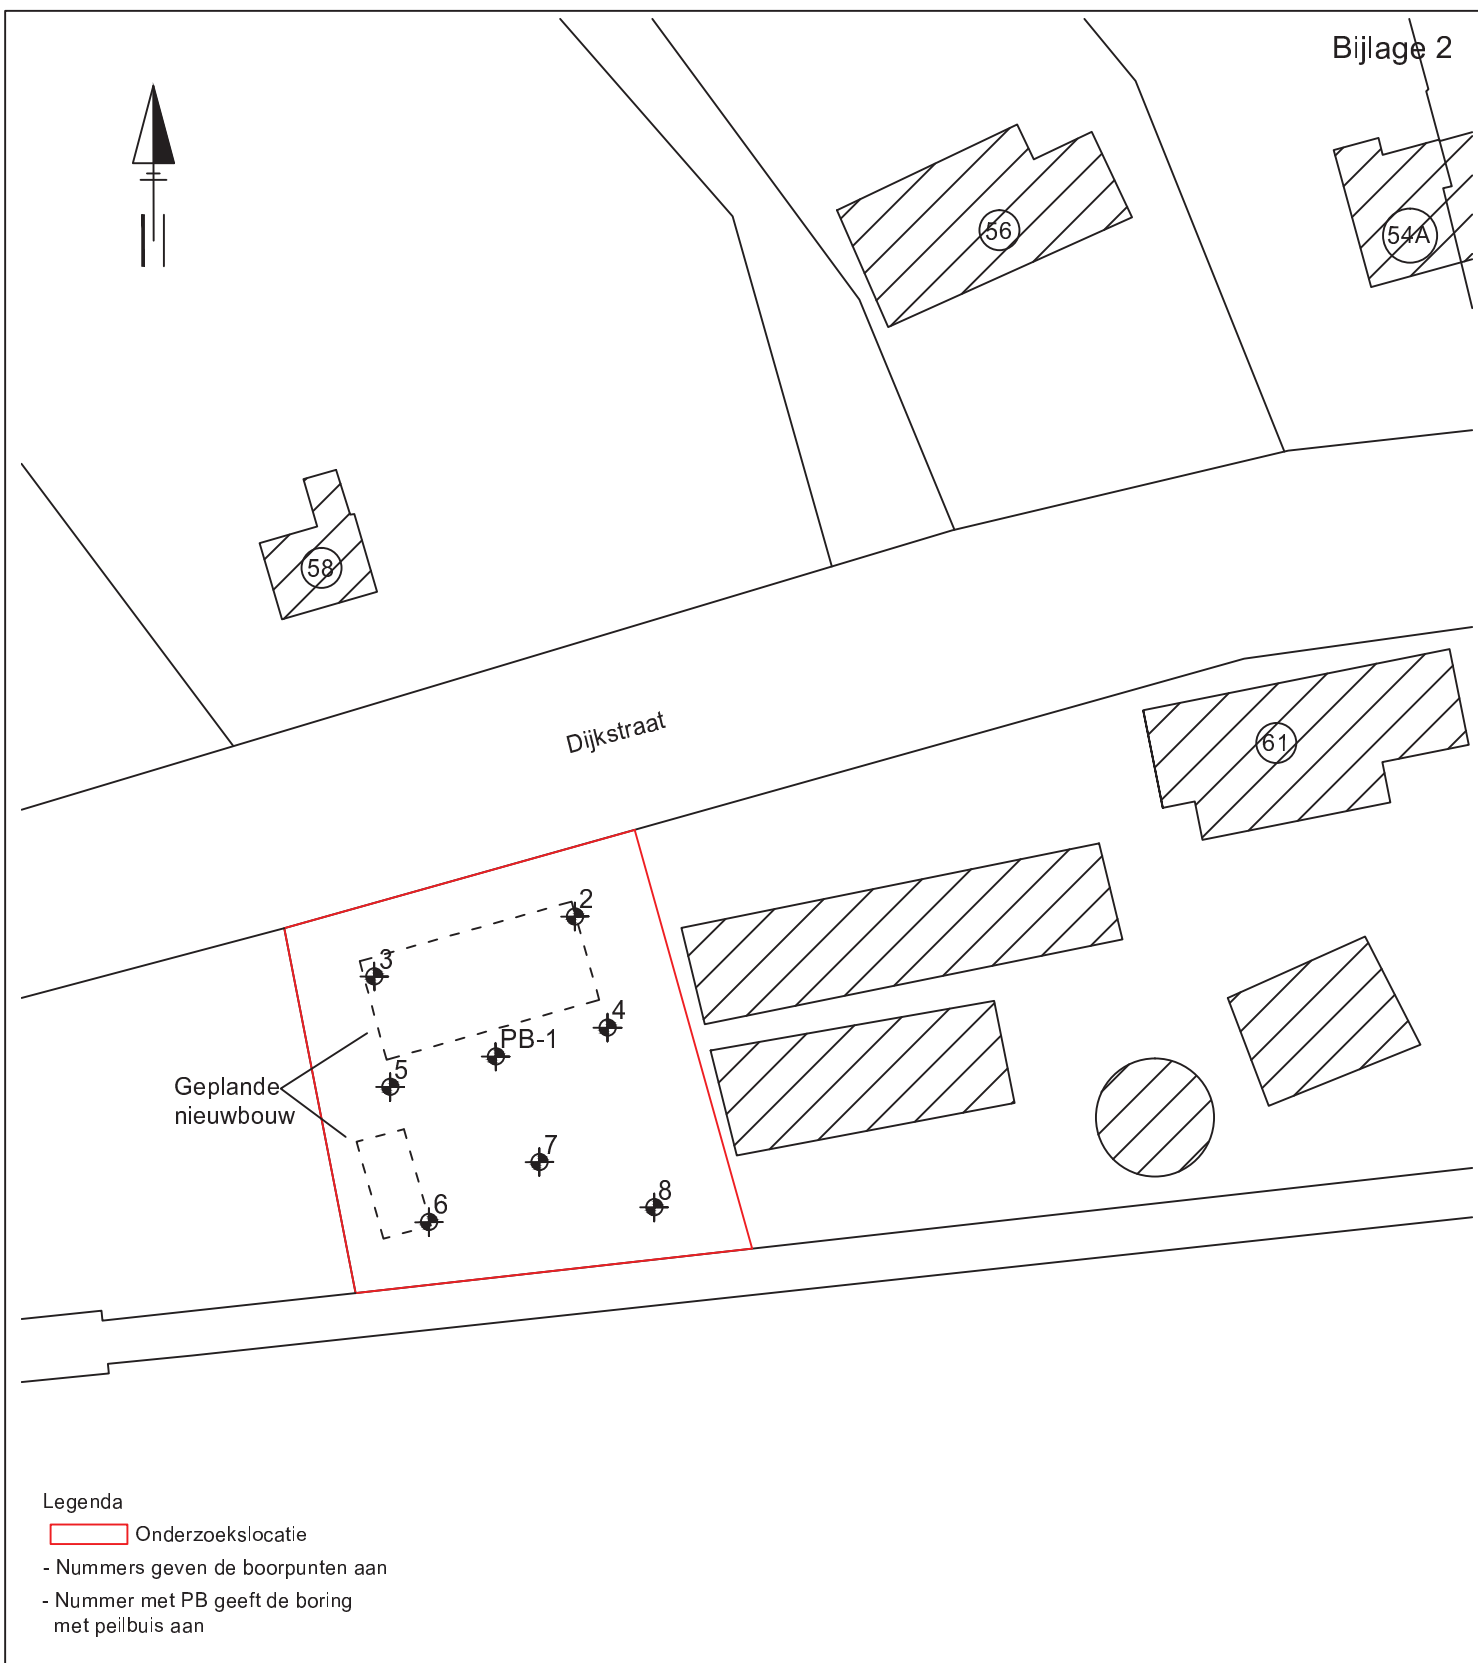 Bijlage 2
56
54A
58
Dijkstraat
61
2
3
4
PB-1
5
Geplande
nieuwbouw
7
8
6
Legenda
Onderzoekslocatie
- Nummers geven de boorpunten aan
- Nummer met PB geeft de boring
met peilbuis aan